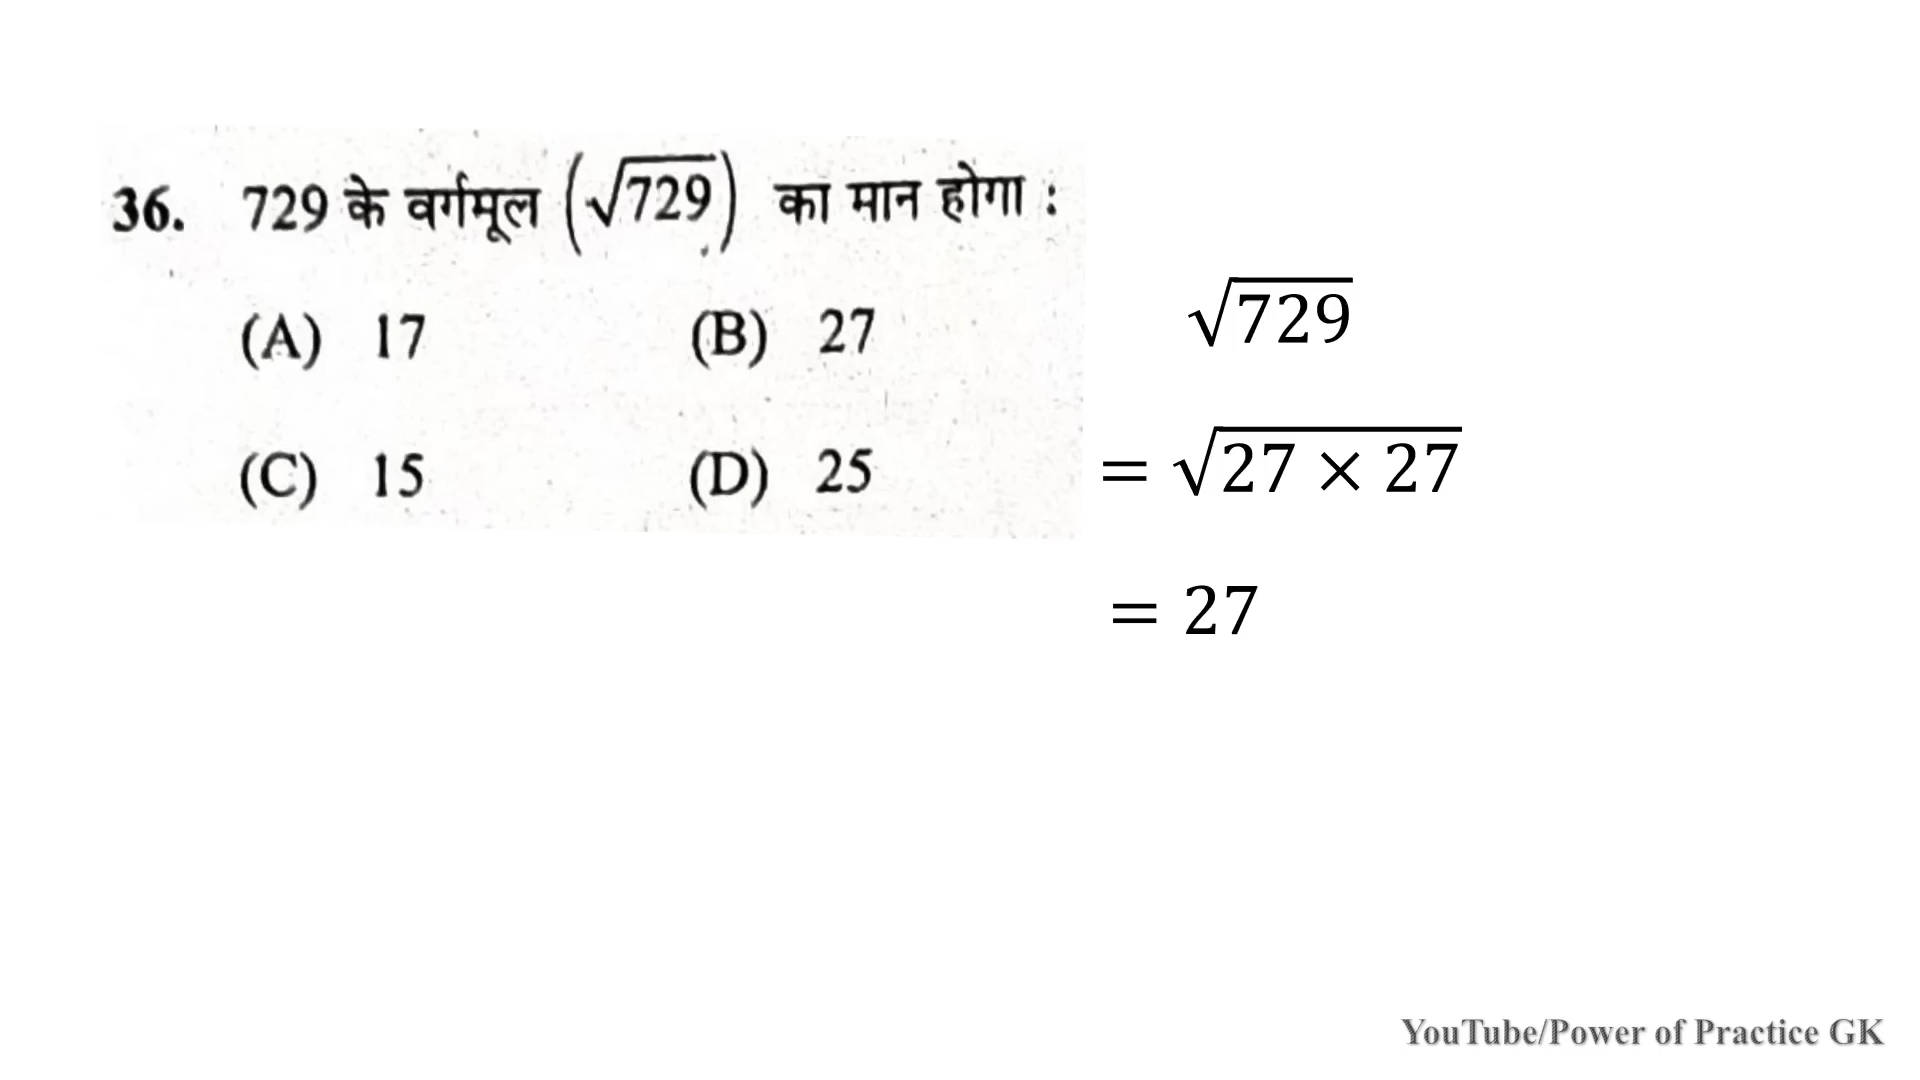 36. 729 के वर्गमूल (√729) का मान होगा :
(A) 17 (B) 27
(C) 15 (D) 25
√729
= √27 × 27
= 27
YouTube/Power of Practice GK